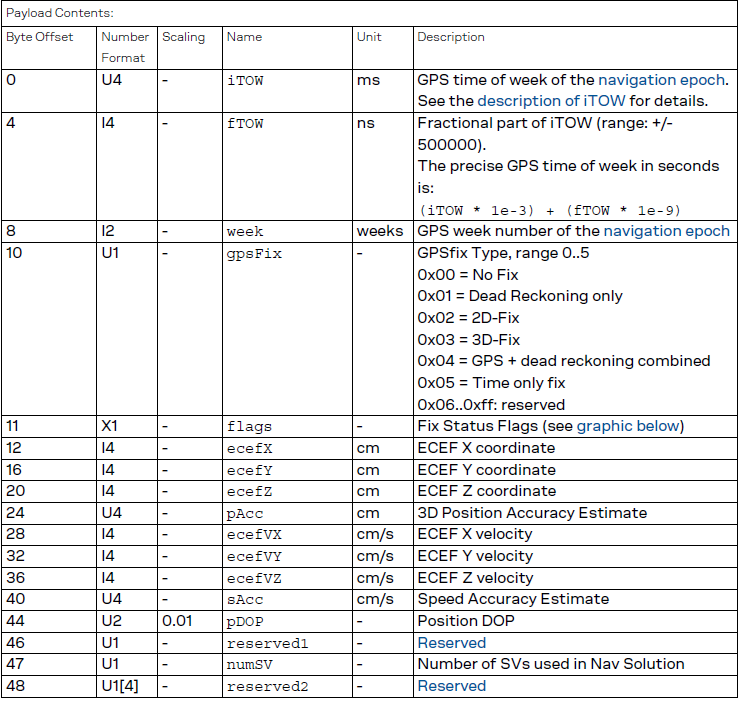 Payload Contents:
Byte Offset Number Scaling Name Unit Description
Format
0 U4 - iTOW ms GPS time of week of the navigation epoch.
See the description of iTOW for details.
4 I4 - fTOW ns Fractional part of iTOW (range: +/-
500000).
The precise GPS time of week in seconds
is:
(iTOW * 1e-3) + (fTOW * 1e-9)
8 I2 - week weeks GPS week number of the navigation epoch
10 U1 - gpsFix - GPSfix Type, range 0..5
0x00 = No Fix
0x01 = Dead Reckoning only
0x02 = 2D-Fix
0x03 = 3D-Fix
0x04 = GPS + dead reckoning combined
0x05 = Time only fix
0x06..0xff: reserved
11 X1 - flags - Fix Status Flags (see graphic below)
12 I4 - ecefX cm ECEF X coordinate
16 I4 - ecefY cm ECEF Y coordinate
20 I4 - ecefZ cm ECEF Z coordinate
24 U4 - pAcc cm 3D Position Accuracy Estimate
28 I4 - ecefVX cm/s ECEF X velocity
32 I4 - ecefVY cm/s ECEF Y velocity
36 I4 - ecefVZ cm/s ECEF Z velocity
40 U4 - sAcc cm/s Speed Accuracy Estimate
44 U2 0.01 pDOP - Position DOP
46 U1 - reserved1 - Reserved
47 U1 - numSV - Number of SVs used in Nav Solution
48 U1[4] - reserved2 - Reserved